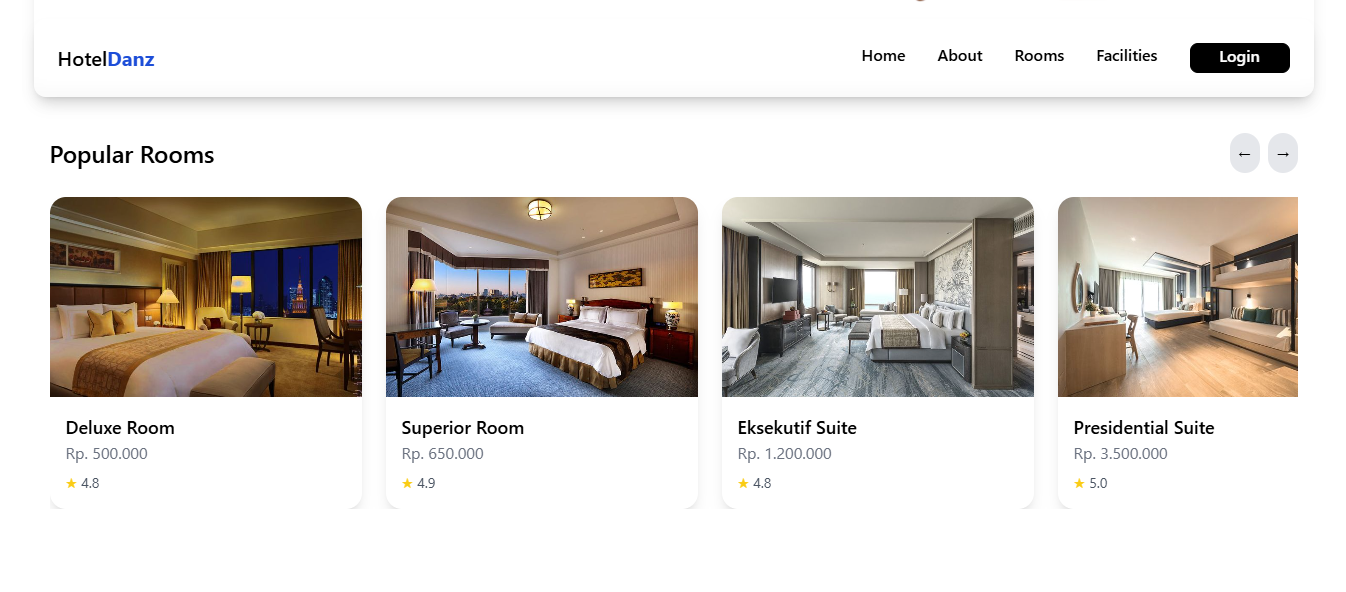 HotelDanz
Home
About
Rooms
Facilities
Login
Popular Rooms
← →
Deluxe Room
Rp. 500.000
★ 4.8
Superior Room
Rp. 650.000
★ 4.9
Eksekutif Suite
Rp. 1.200.000
★ 4.8
Presidential Suite
Rp. 3.500.000
★ 5.0